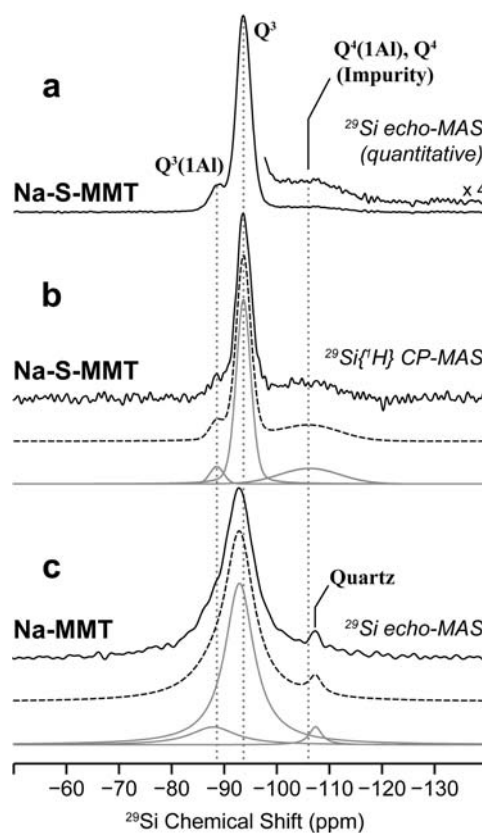 Q³
Q⁴(1Al), Q⁴
(Impurity)
a
²⁹Si echo-MAS
(quantitative)
Q³(1Al)
Na-S-MMT
x 4
b
Na-S-MMT
²⁹Si{¹H} CP-MAS
c
Quartz
Na-MMT
²⁹Si echo-MAS
−60 −70 −80 −90 −100 −110 −120 −130
²⁹Si Chemical Shift (ppm)